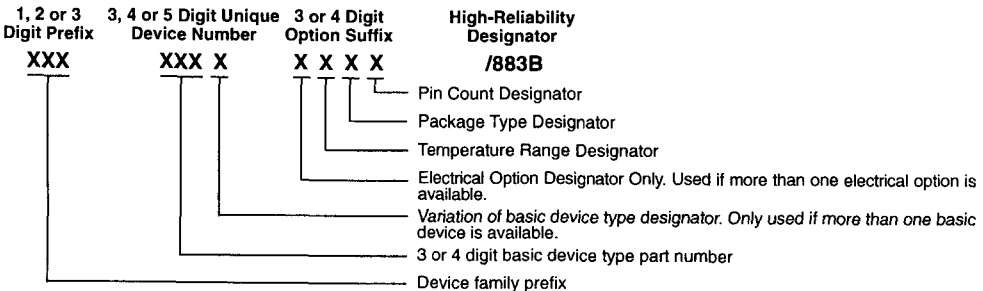 1, 2 or 3 3, 4 or 5 Digit Unique 3 or 4 Digit High-Reliability
Digit Prefix Device Number Option Suffix Designator
XXX XXX X X X X X /883B
Pin Count Designator
Package Type Designator
Temperature Range Designator
Electrical Option Designator Only. Used if more than one electrical option is
available.
Variation of basic device type designator. Only used if more than one basic
device is available.
3 or 4 digit basic device type part number
Device family prefix